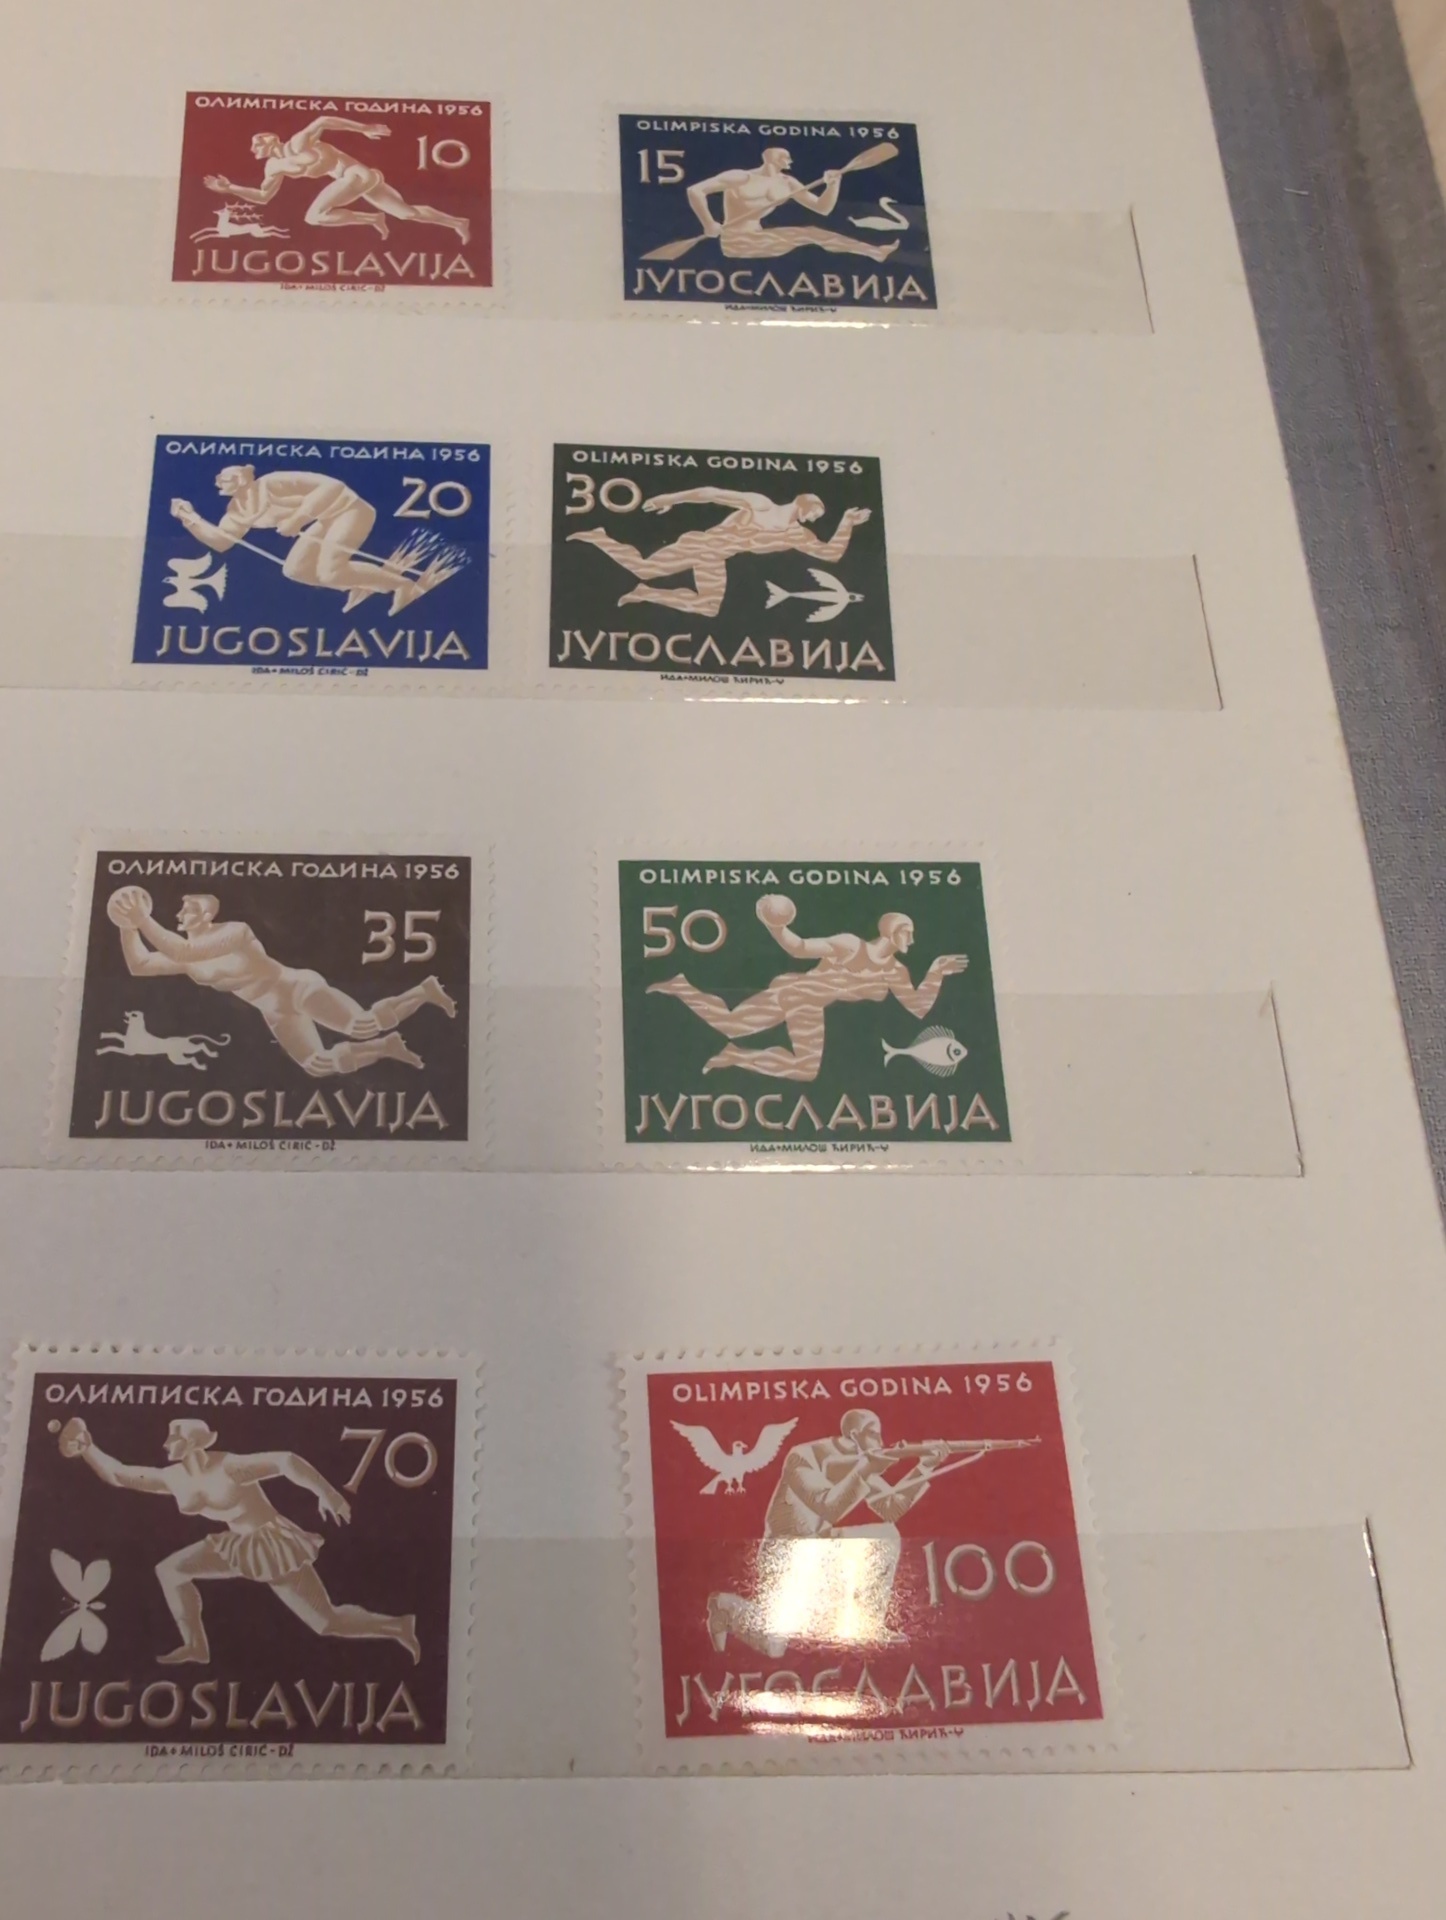 ОЛИМПИСКА ГОДИНА 1956
10
JUGOSLAVIJA
IDA + MILOŠ ĆIRIĆ-DŽ
OLIMPISKA GODINA 1956
15
ЈУГОСЛАВИЈА
ИДА+МИЛОШ ЋИРИЋ-Џ
ОЛИМПИСКА ГОДИНА 1956
20
JUGOSLAVIJA
IDA + MILOŠ ĆIRIĆ-DŽ
OLIMPISKA GODINA 1956
30
ЈУГОСЛАВИЈА
ИДА+МИЛОШ ЋИРИЋ-Џ
ОЛИМПИСКА ГОДИНА 1956
35
JUGOSLAVIJA
IDA + MILOŠ ĆIRIĆ-DŽ
OLIMPISKA GODINA 1956
50
ЈУГОСЛАВИЈА
ИДА+МИЛОШ ЋИРИЋ-Џ
ОЛИМПИСКА ГОДИНА 1956
70
JUGOSLAVIJA
IDA + MILOŠ ĆIRIĆ-DŽ
OLIMPISKA GODINA 1956
100
ЈУГОСЛАВИЈА
ИДА+МИЛОШ ЋИРИЋ-Џ